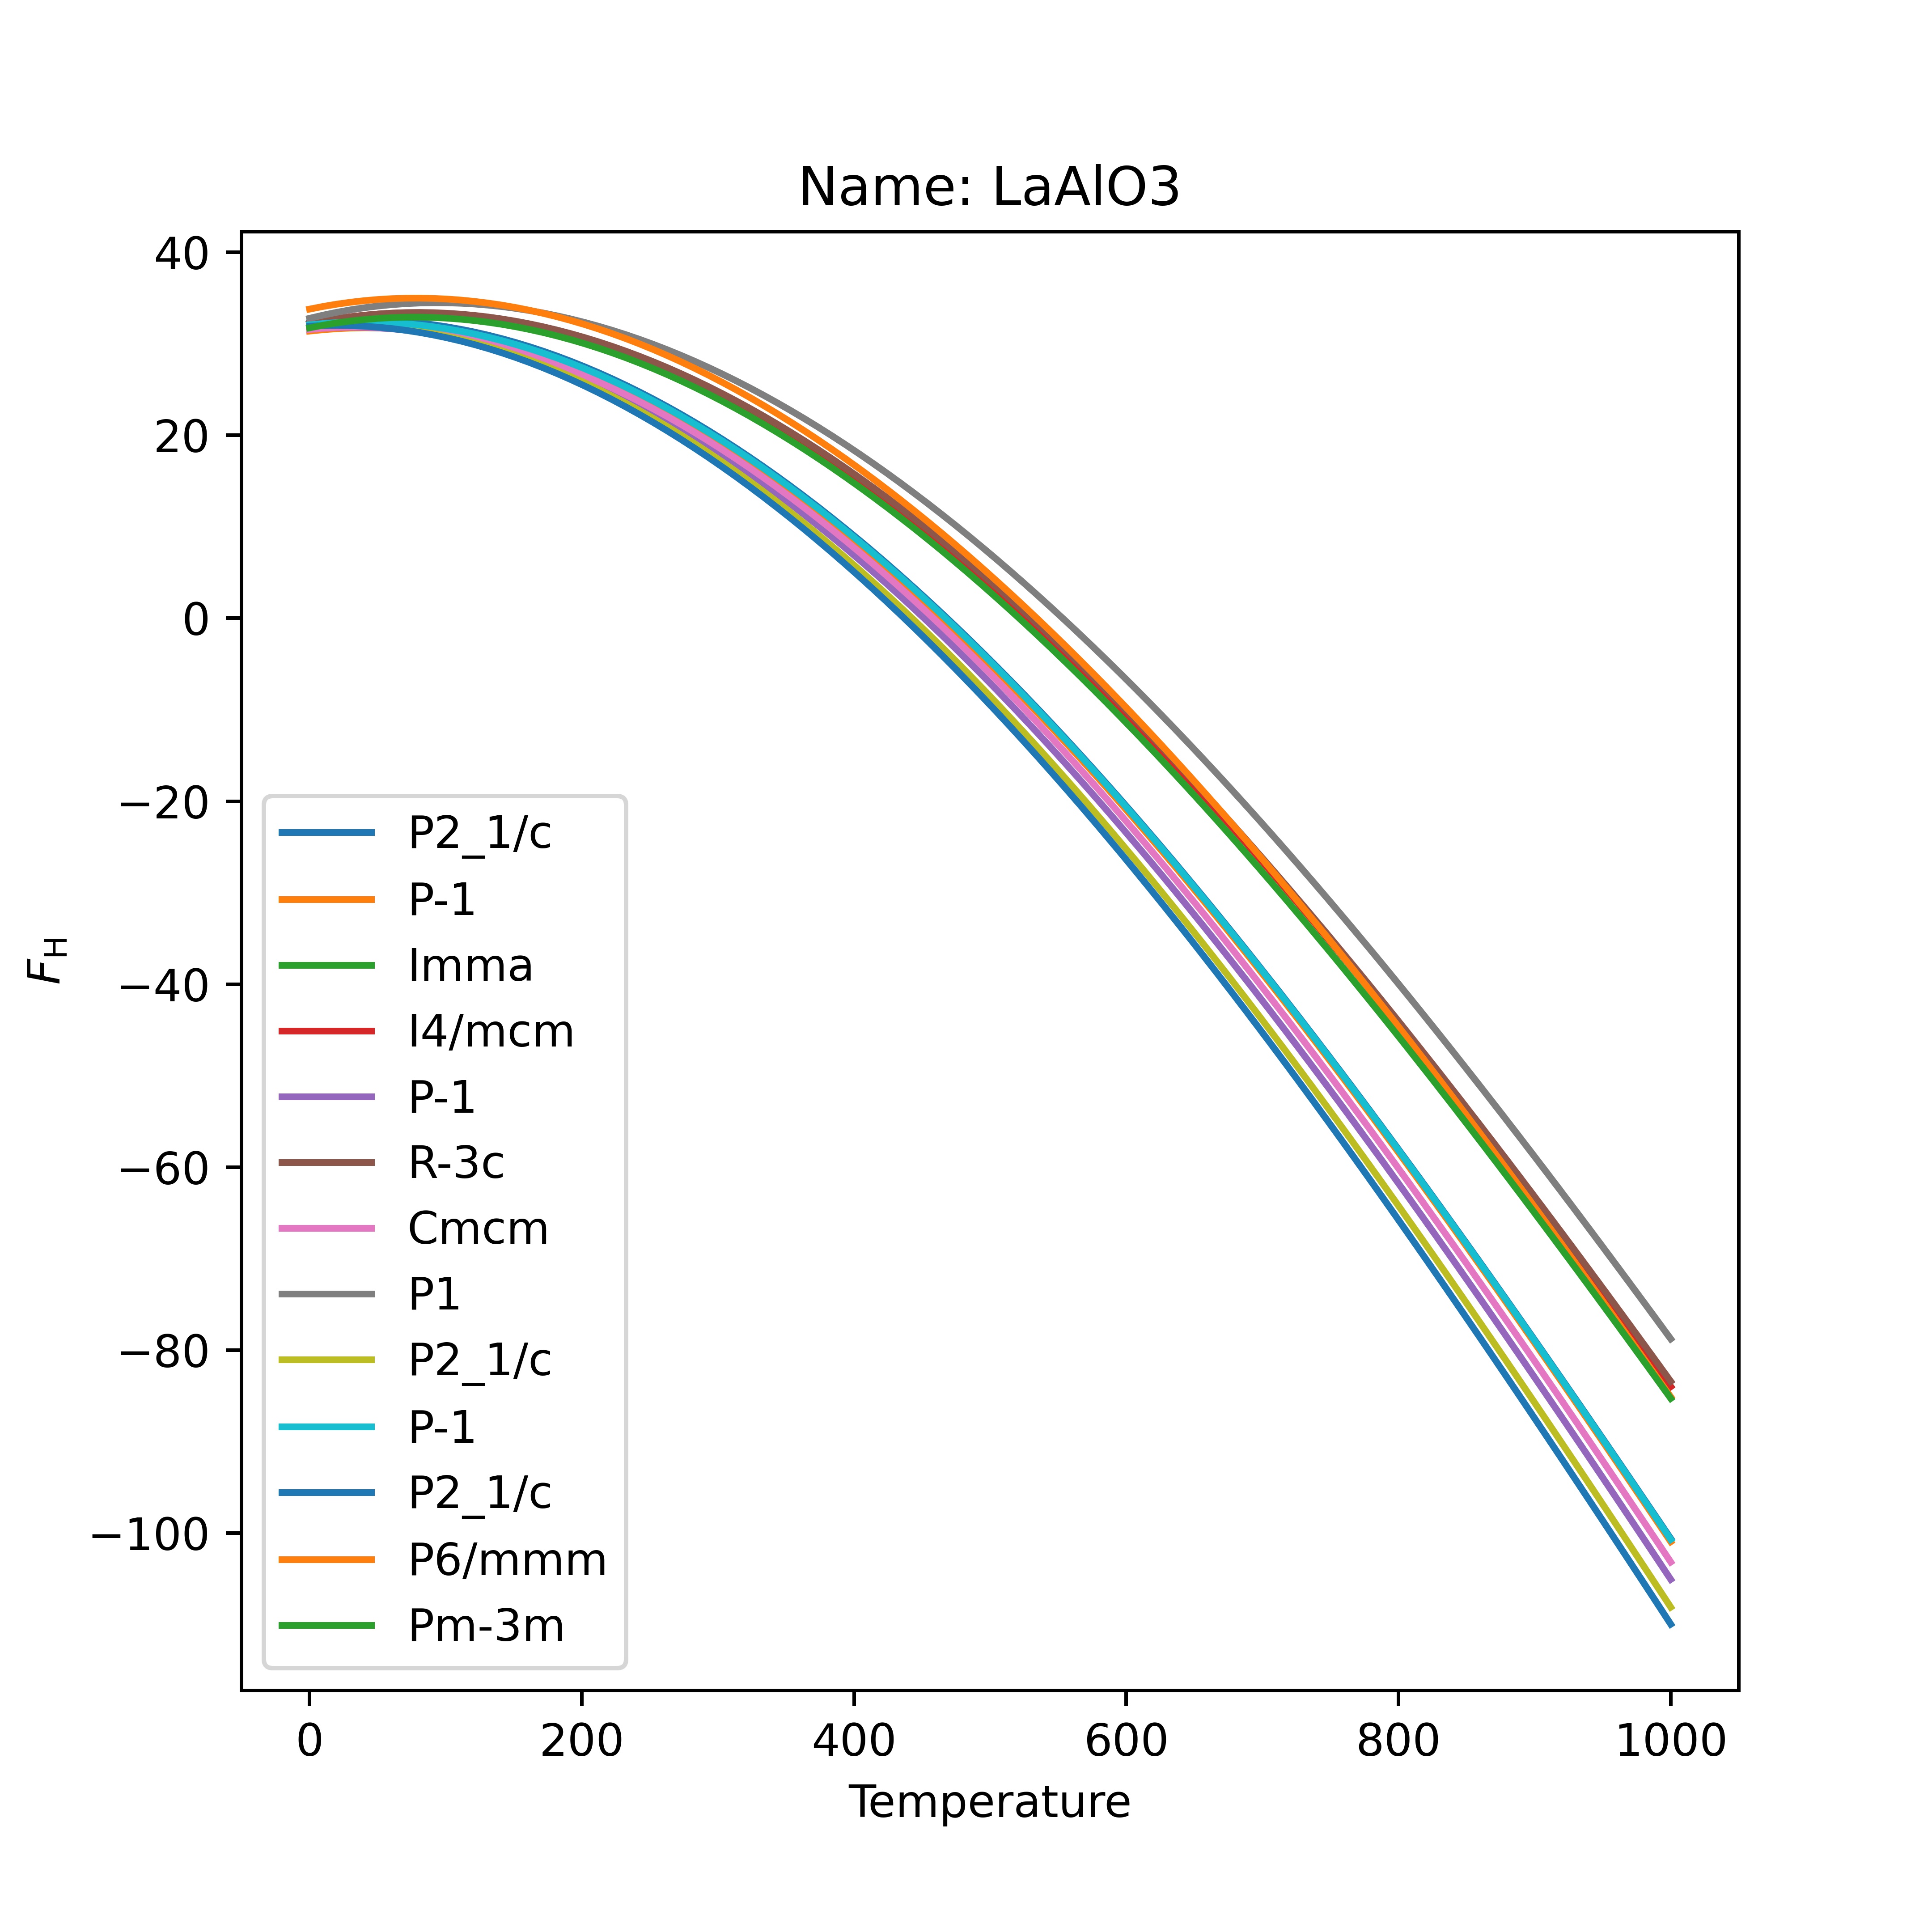 Name: LaAlO3
40
20
0
−20
−40
−60
−80
−100
F_H
P2_1/c
P-1
Imma
I4/mcm
P-1
R-3c
Cmcm
P1
P2_1/c
P-1
P2_1/c
P6/mmm
Pm-3m
0 200 400 600 800 1000
Temperature